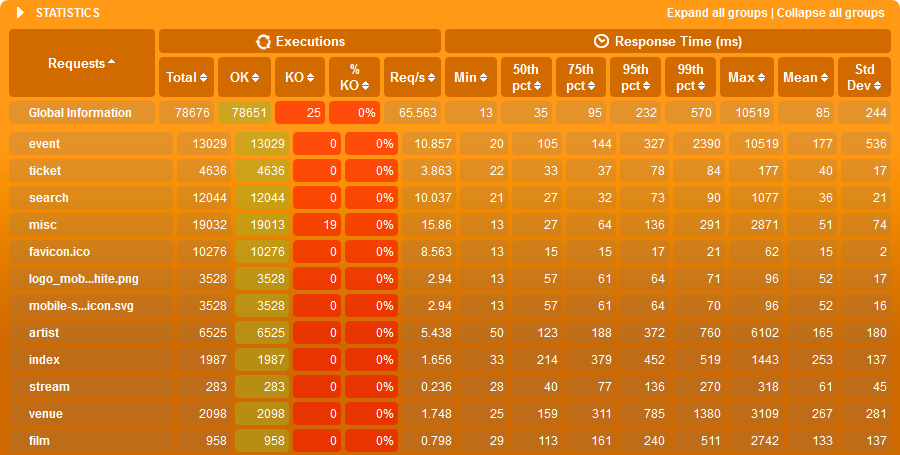 STATISTICS Expand all groups | Collapse all groups
Requests Executions Response Time (ms)
Total OK KO % KO Req/s Min 50th pct 75th pct 95th pct 99th pct Max Mean Std Dev
Global Information 78676 78651 25 0% 65.563 13 35 95 232 570 10519 85 244
event 13029 13029 0 0% 10.857 20 105 144 327 2390 10519 177 536
ticket 4636 4636 0 0% 3.863 22 33 37 78 84 177 40 17
search 12044 12044 0 0% 10.037 21 27 32 73 90 1077 36 21
misc 19032 19013 19 0% 15.86 13 27 64 136 291 2871 51 74
favicon.ico 10276 10276 0 0% 8.563 13 15 15 17 21 62 15 2
logo_mob...hite.png 3528 3528 0 0% 2.94 13 57 61 64 71 96 52 17
mobile-s...icon.svg 3528 3528 0 0% 2.94 13 57 61 64 70 96 52 16
artist 6525 6525 0 0% 5.438 50 123 188 372 760 6102 165 180
index 1987 1987 0 0% 1.656 33 214 379 452 519 1443 253 137
stream 283 283 0 0% 0.236 28 40 77 136 270 318 61 45
venue 2098 2098 0 0% 1.748 25 159 311 785 1380 3109 267 281
film 958 958 0 0% 0.798 29 113 161 240 511 2742 133 137